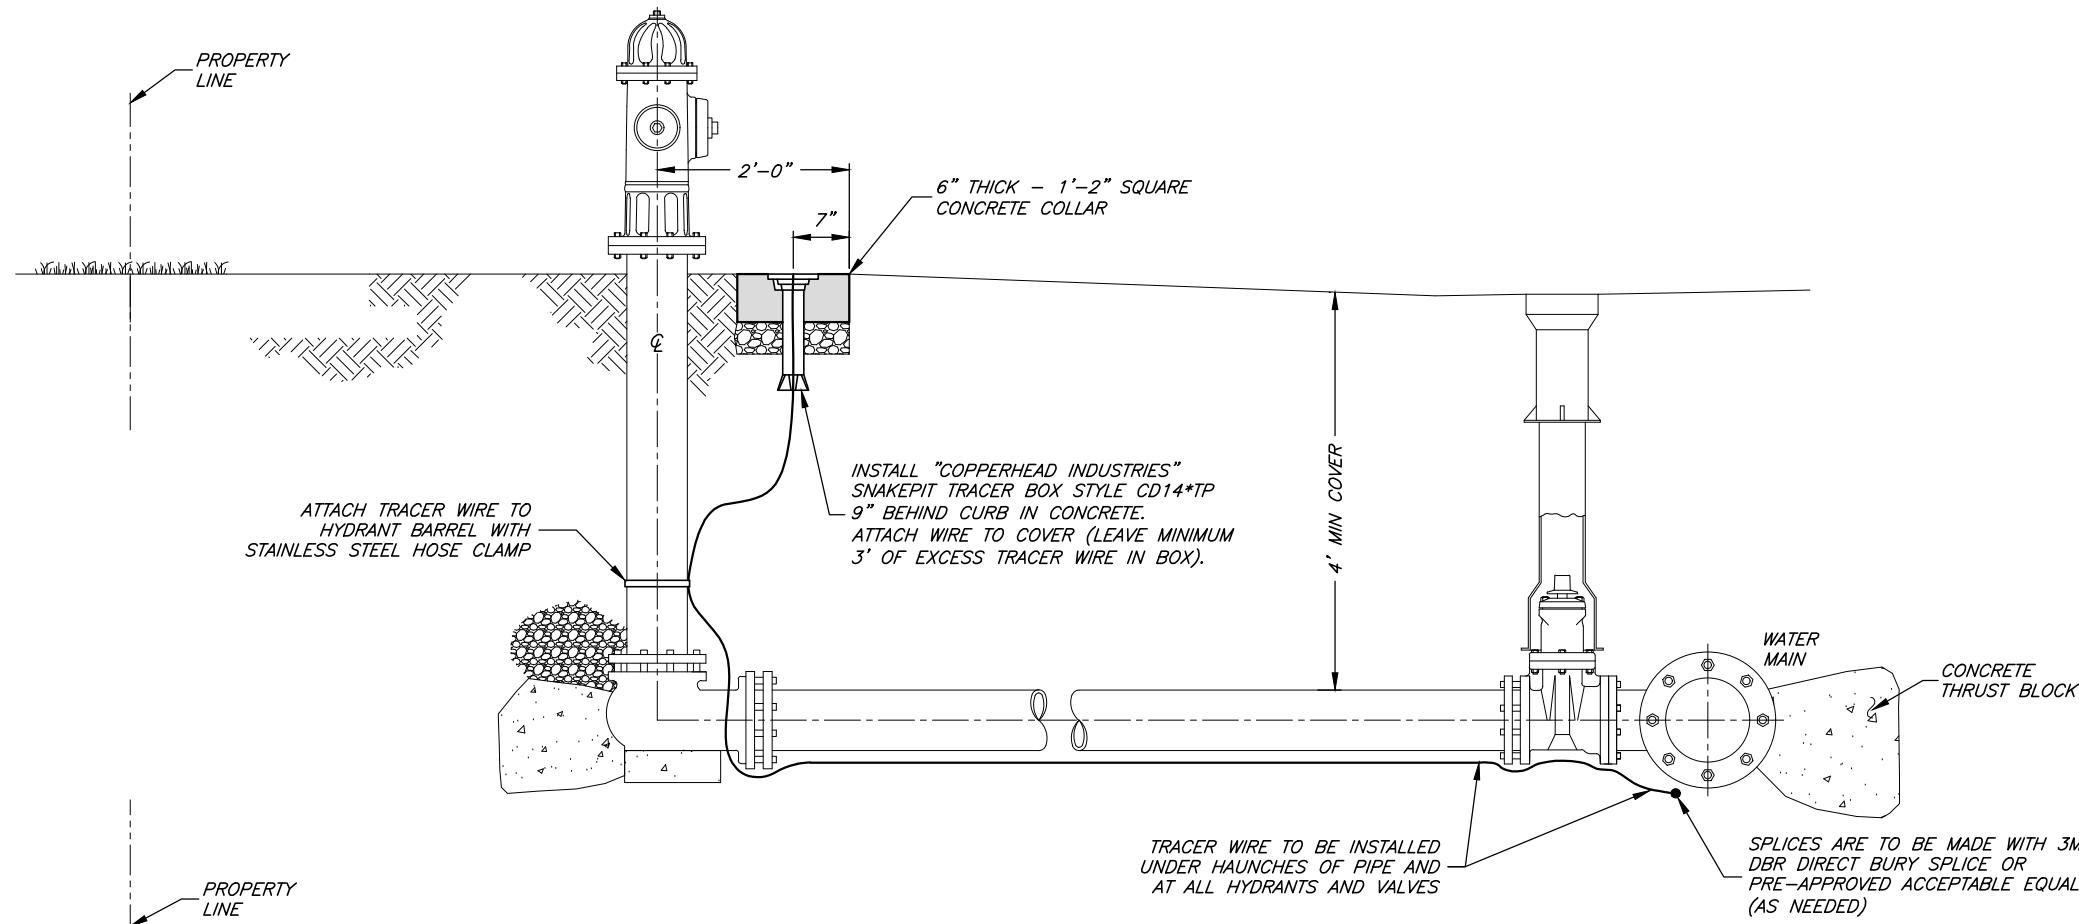 PROPERTY
LINE
2'-0"
6" THICK - 1'-2" SQUARE
CONCRETE COLLAR
7"
℄
INSTALL "COPPERHEAD INDUSTRIES"
SNAKEPIT TRACER BOX STYLE CD14*TP
9" BEHIND CURB IN CONCRETE.
ATTACH WIRE TO COVER (LEAVE MINIMUM
3' OF EXCESS TRACER WIRE IN BOX).
4' MIN COVER
ATTACH TRACER WIRE TO
HYDRANT BARREL WITH
STAINLESS STEEL HOSE CLAMP
WATER
MAIN
CONCRETE
THRUST BLOCK
TRACER WIRE TO BE INSTALLED
UNDER HAUNCHES OF PIPE AND
AT ALL HYDRANTS AND VALVES
SPLICES ARE TO BE MADE WITH 3M
DBR DIRECT BURY SPLICE OR
PRE-APPROVED ACCEPTABLE EQUAL
(AS NEEDED)
PROPERTY
LINE